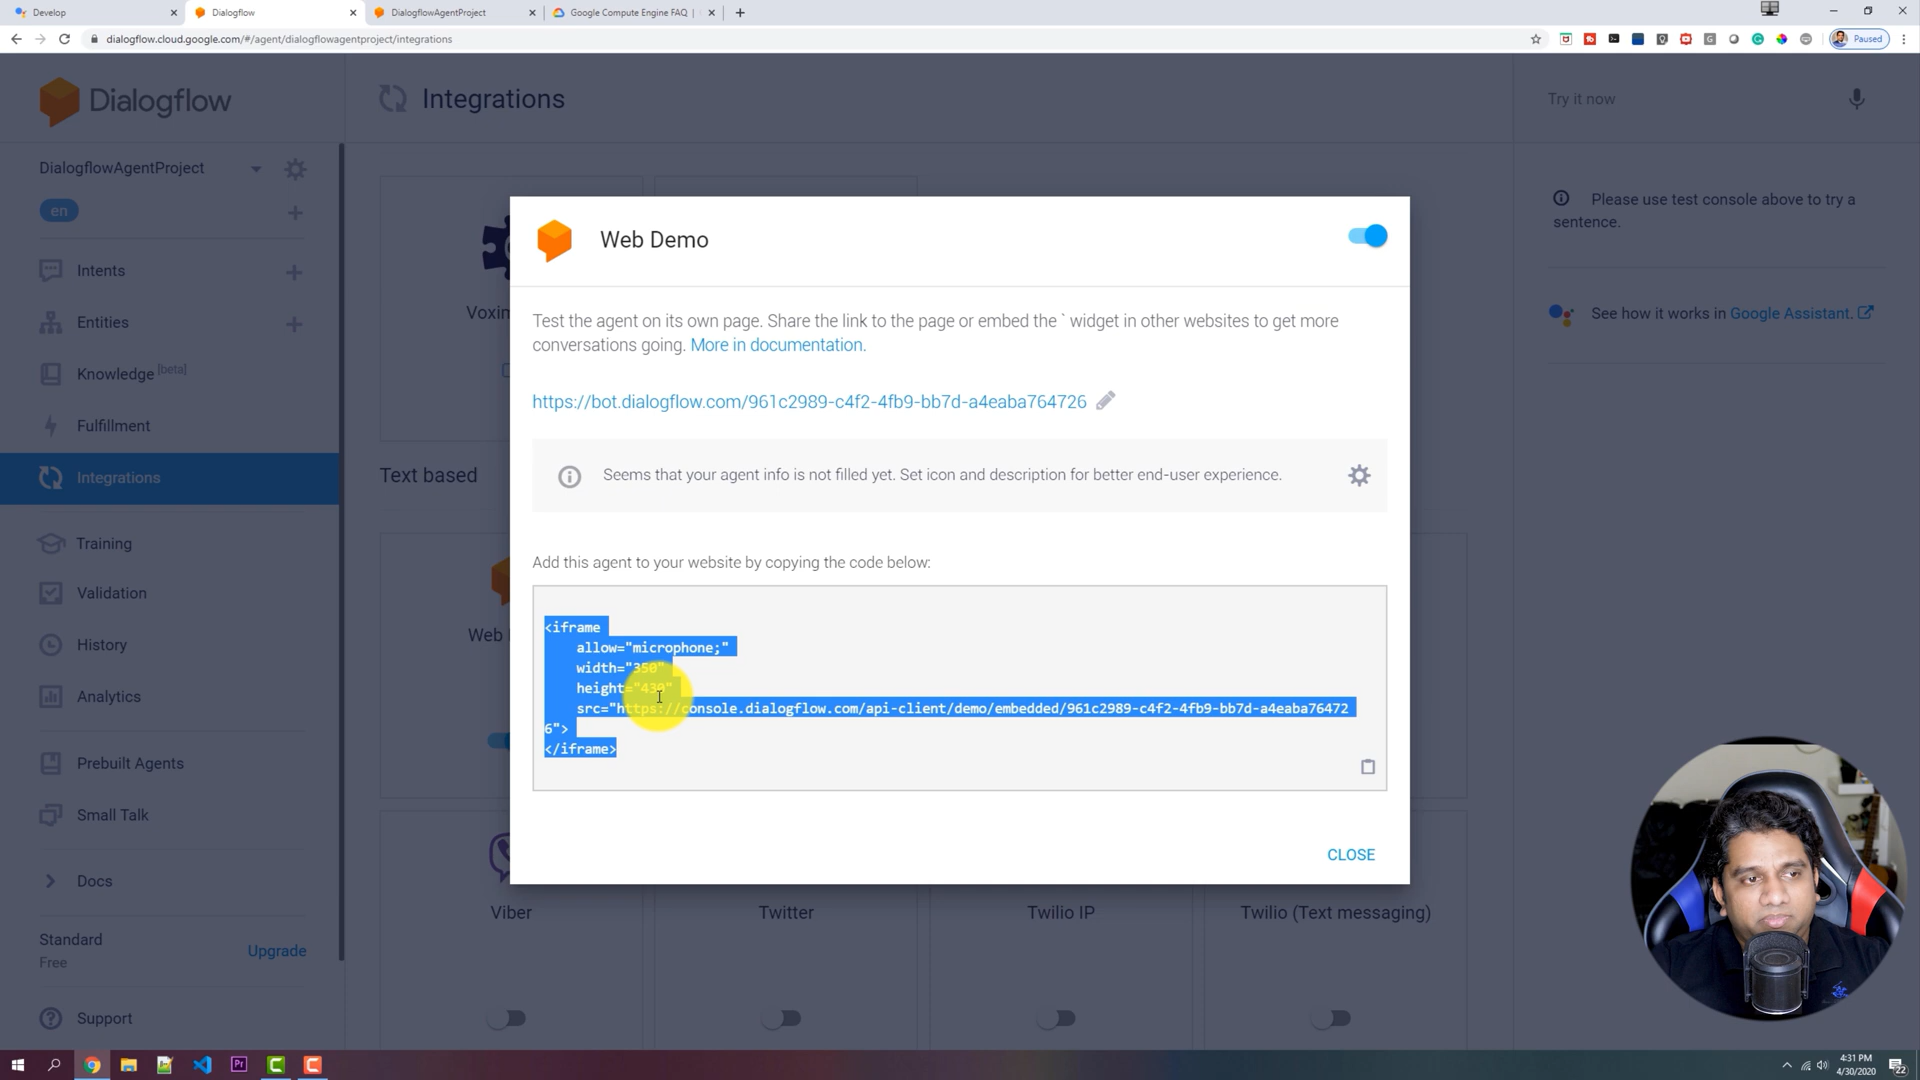 Develop
Dialogflow
DialogflowAgentProject
Google Compute Engine FAQ
dialogflow.cloud.google.com/#/agent/dialogflowagentproject/integrations
Paused
Dialogflow
Integrations
Try it now
DialogflowAgentProject
en
Please use test console above to try a
sentence.
See how it works in Google Assistant.
Intents
Entities
Knowledge [beta]
Fulfillment
Integrations
Training
Validation
History
Analytics
Prebuilt Agents
Small Talk
Docs
Standard
Free
Upgrade
Support
Text based
Web Demo
Test the agent on its own page. Share the link to the page or embed the ` widget in other websites to get more
conversations going. More in documentation.
https://bot.dialogflow.com/961c2989-c4f2-4fb9-bb7d-a4eaba764726
Seems that your agent info is not filled yet. Set icon and description for better end-user experience.
Add this agent to your website by copying the code below:
<iframe
allow="microphone;"
width="350"
height="430"
src="https://console.dialogflow.com/api-client/demo/embedded/961c2989-c4f2-4fb9-bb7d-a4eaba76472
6">
</iframe>
CLOSE
Viber
Twitter
Twilio IP
Twilio (Text messaging)
4:31 PM
4/30/2020
22